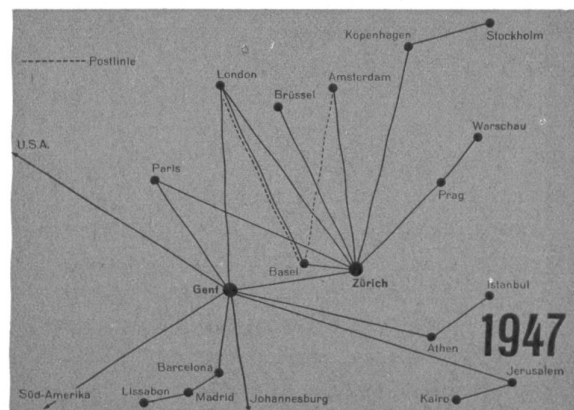 Kopenhagen
Stockholm
Postlinie
London
Amsterdam
Brüssel
Warschau
U.S.A.
Paris
Prag
Basel
Zürich
Genf
Istanbul
1947
Athen
Barcelona
Jerusalem
Süd-Amerika
Lissabon
Madrid
Johannesburg
Kairo